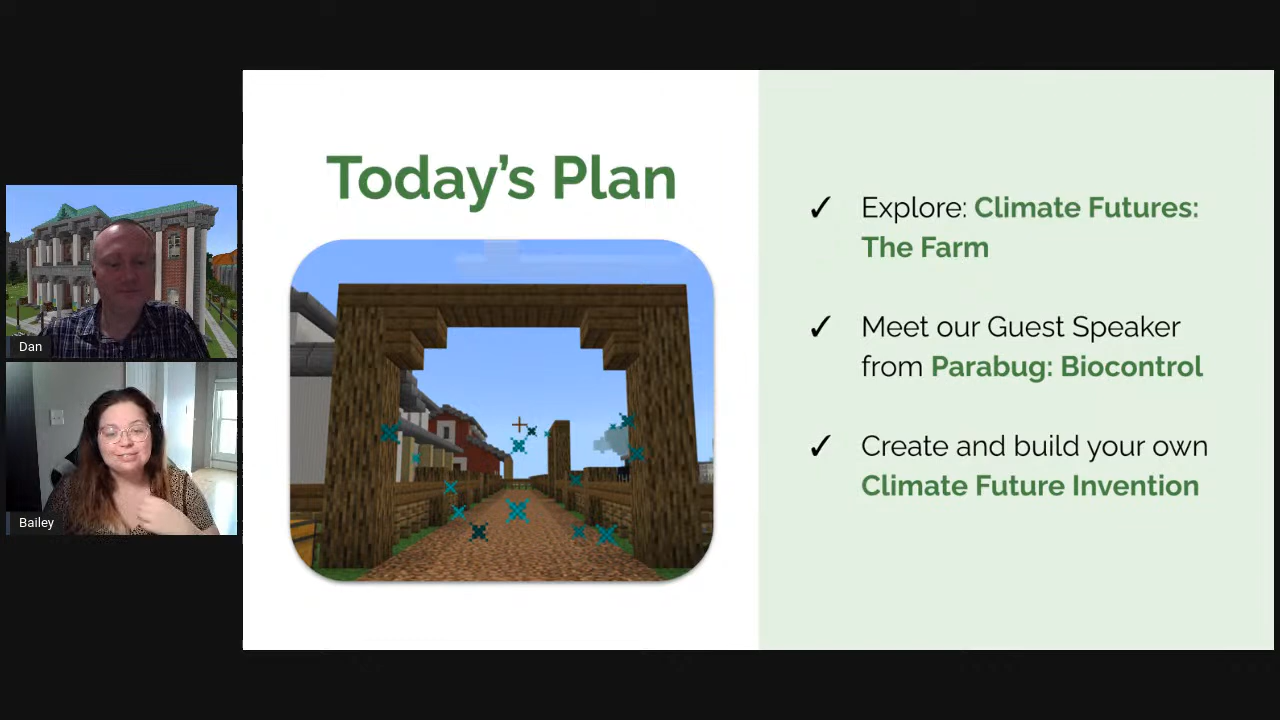 Today’s Plan
✓ Explore: Climate Futures:
The Farm
✓ Meet our Guest Speaker
from Parabug: Biocontrol
✓ Create and build your own
Climate Future Invention
Dan
Bailey